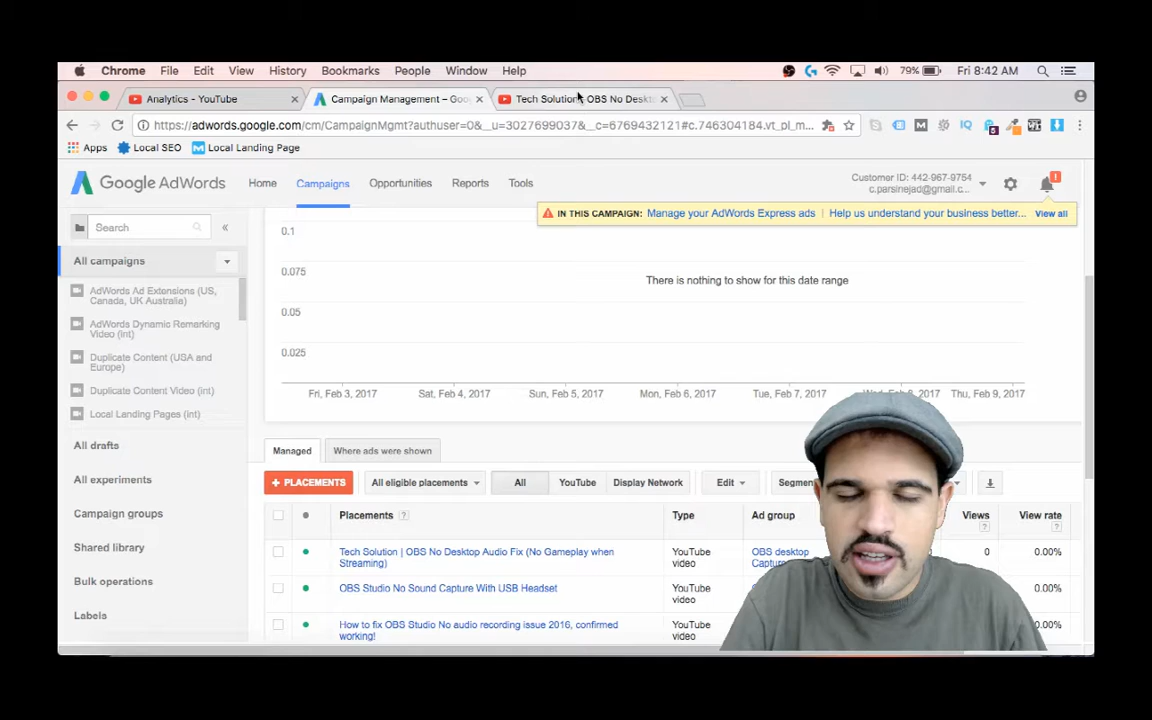 Chrome File Edit View History Bookmarks People Window Help 79% Fri 8:42 AM
Analytics - YouTube Campaign Management – Goo Tech Solution OBS No Deskt
https://adwords.google.com/cm/CampaignMgmt?authuser=0&__u=3027699037&__c=6769432121#c.746304184.vt_pl_m...
Apps Local SEO Local Landing Page
Google AdWords Home Campaigns Opportunities Reports Tools
Customer ID: 442-967-9754
c.parsinejad@gmail.c...
1
IN THIS CAMPAIGN: Manage your AdWords Express ads Help us understand your business better... View all
Search «
All campaigns
AdWords Ad Extensions (US,
Canada, UK Australia)
AdWords Dynamic Remarking
Video (int)
Duplicate Content (USA and
Europe)
Duplicate Content Video (int)
Local Landing Pages (int)
All drafts
All experiments
Campaign groups
Shared library
Bulk operations
Labels
0.1
0.075
0.05
0.025
There is nothing to show for this date range
Fri, Feb 3, 2017 Sat, Feb 4, 2017 Sun, Feb 5, 2017 Mon, Feb 6, 2017 Tue, Feb 7, 2017 Wed, Feb 8, 2017 Thu, Feb 9, 2017
Managed Where ads were shown
+ PLACEMENTS All eligible placements All YouTube Display Network Edit Segmen
Placements ? Type Ad group Views ? View rate ?
Tech Solution | OBS No Desktop Audio Fix (No Gameplay when
Streaming)
YouTube
video
OBS desktop
Captu
0 0.00%
OBS Studio No Sound Capture With USB Headset
YouTube
video
0.00%
How to fix OBS Studio No audio recording issue 2016, confirmed
working!
YouTube
video
0.00%